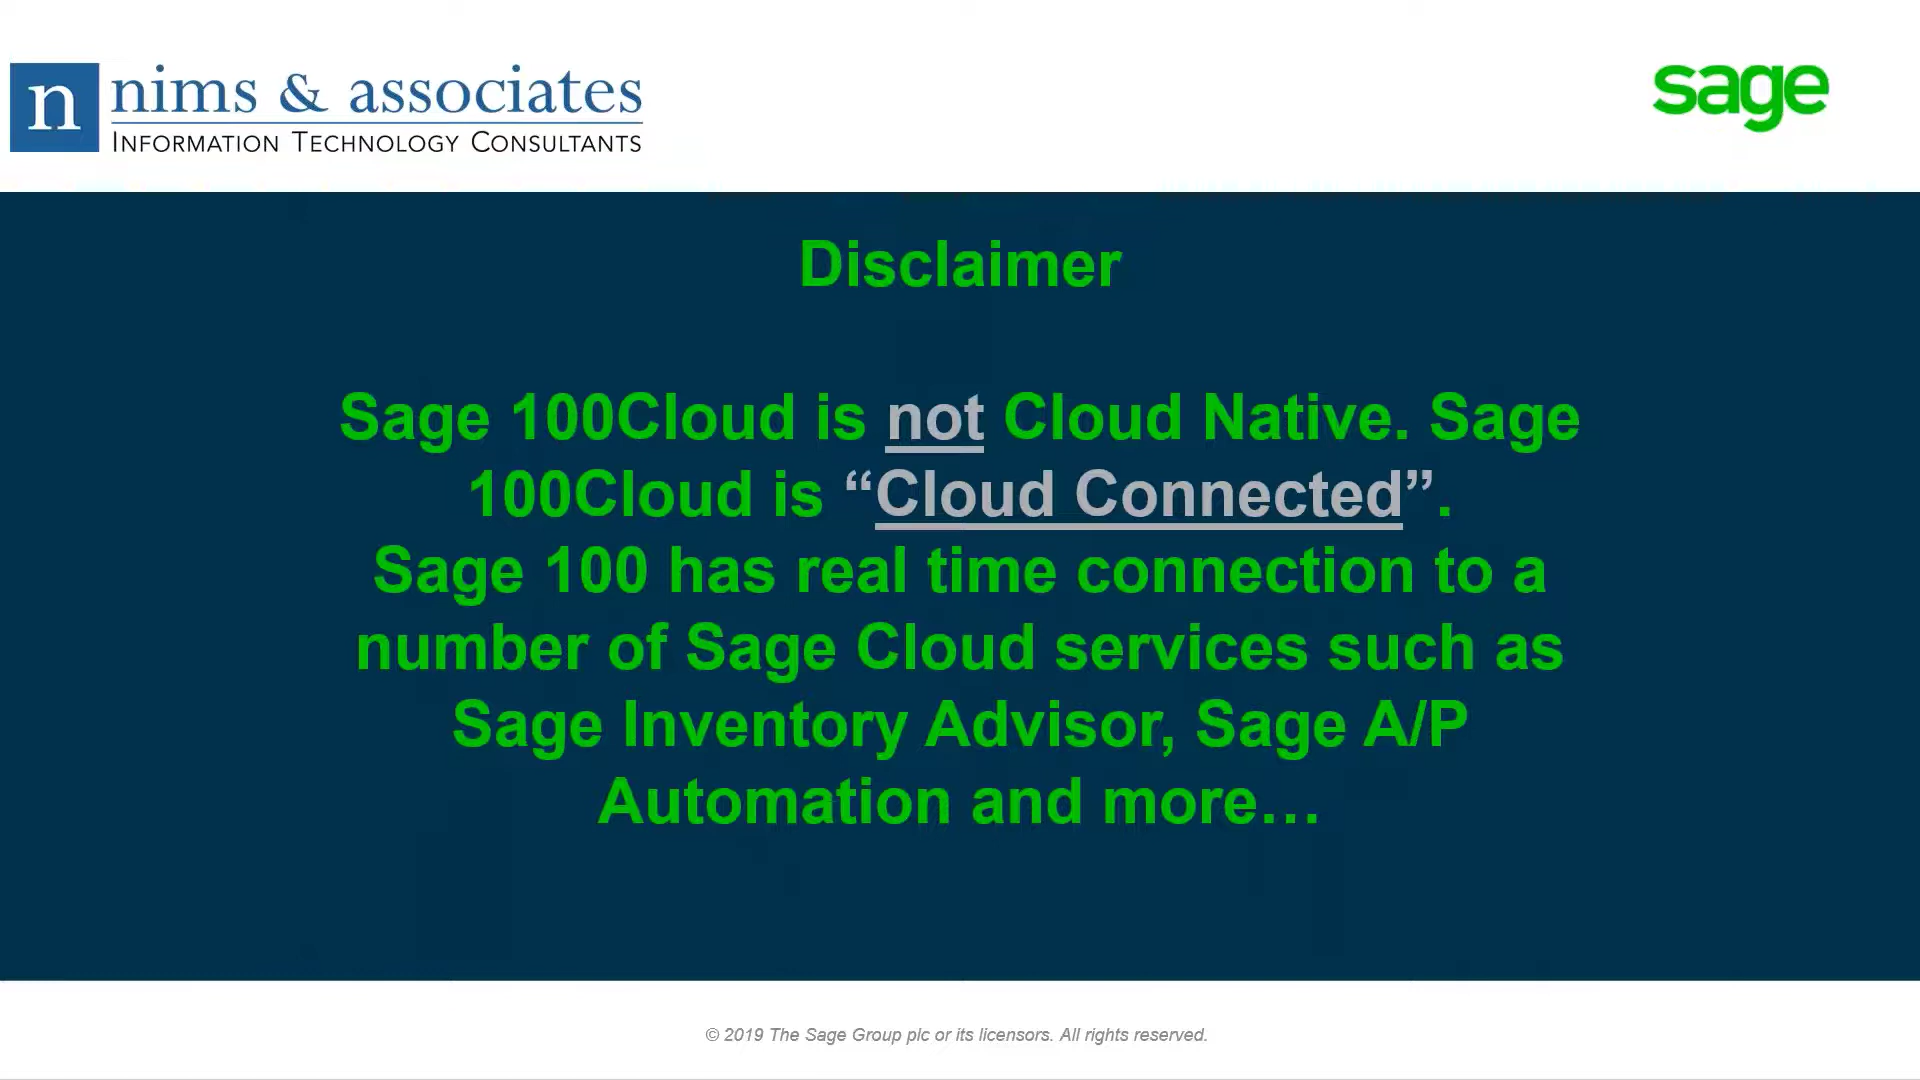 n nims & associates
Information Technology Consultants
sage
Disclaimer
Sage 100Cloud is not Cloud Native. Sage
100Cloud is “Cloud Connected”.
Sage 100 has real time connection to a
number of Sage Cloud services such as
Sage Inventory Advisor, Sage A/P
Automation and more…
© 2019 The Sage Group plc or its licensors. All rights reserved.